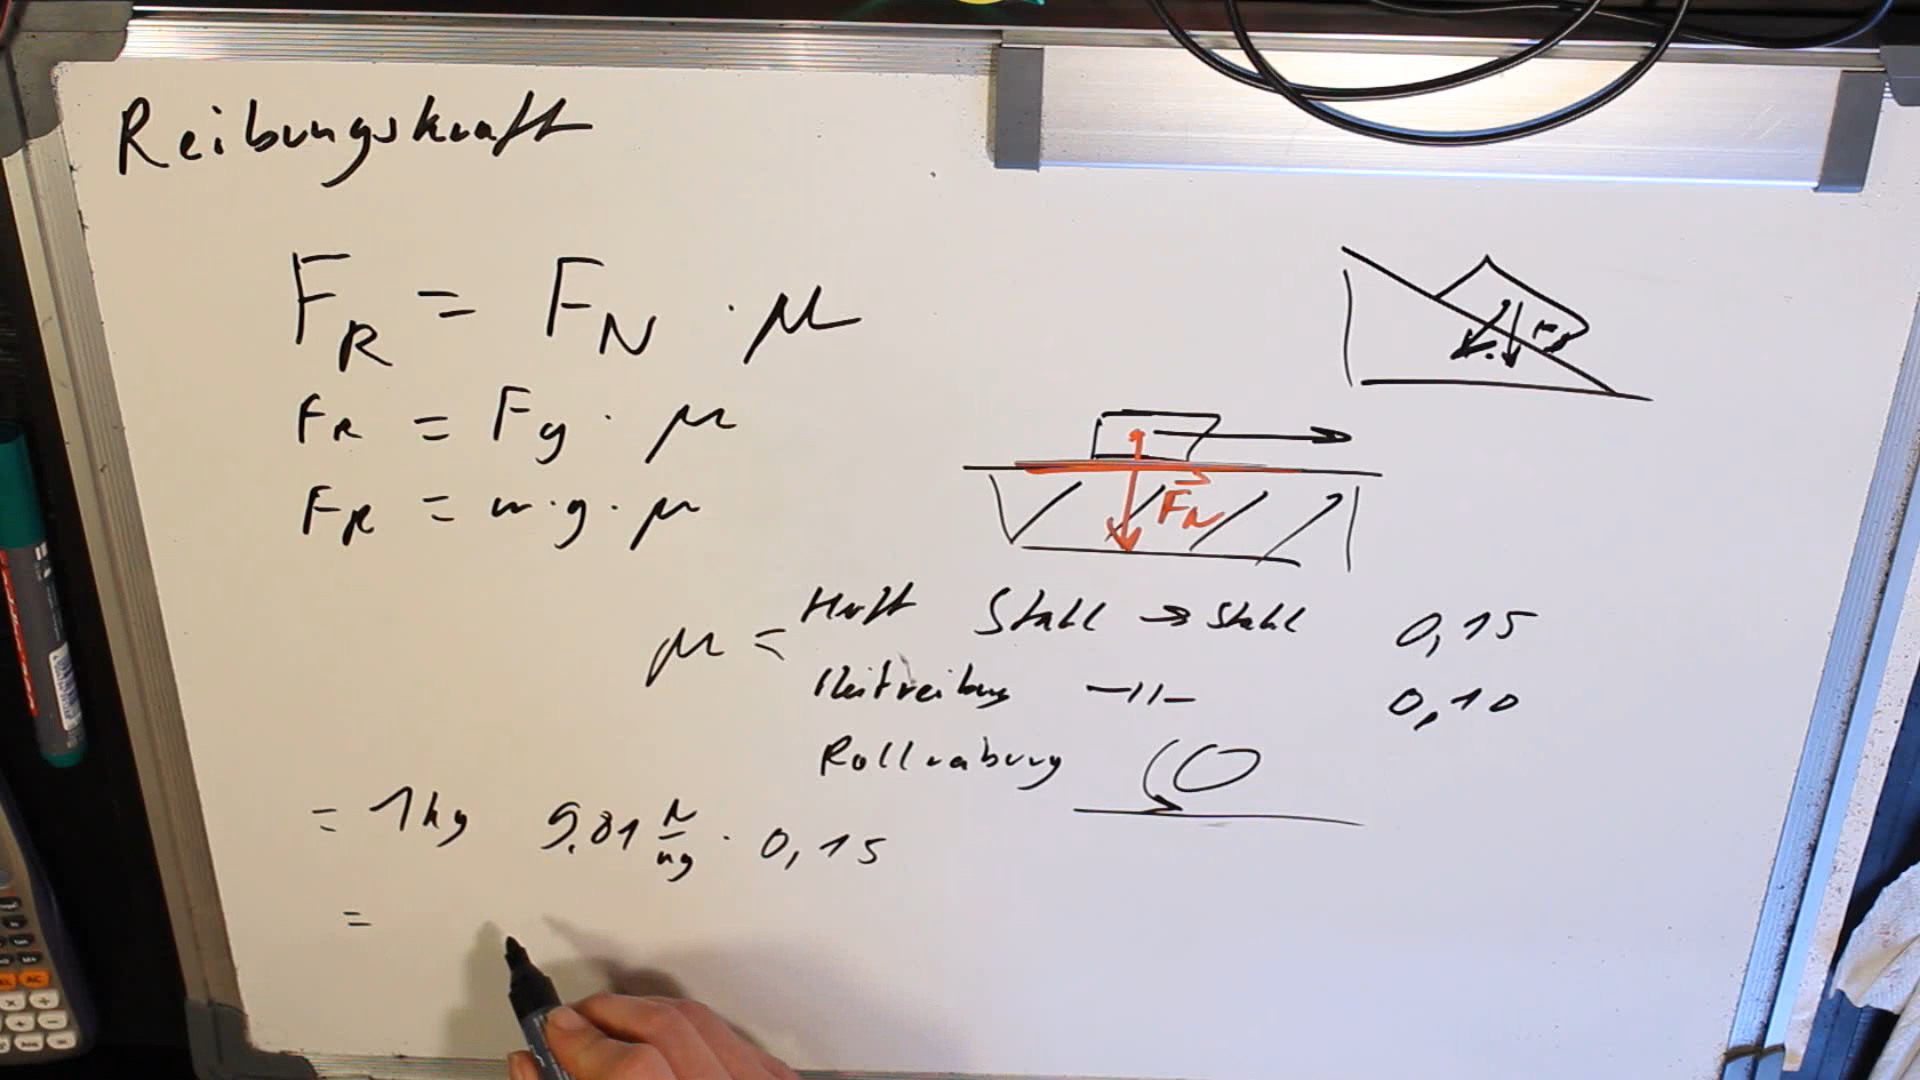 Reibungskraft
F_R = F_N · μ
F_R = F_g · μ
F_R = m · g · μ
F_N
μ = Haft Stahl → Stahl 0,15
Gleitreibung —||— 0,10
Rollreibung
= 1kg 9.81 N/kg · 0,15
=